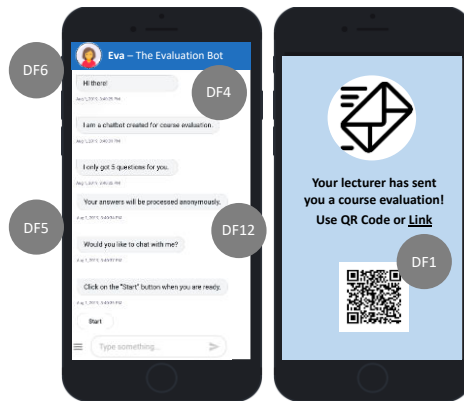 DF6
Eva – The Evaluation Bot
DF4
Hi there!
I am a chatbot created for coarse evaluation.
I only got 5 questions for you.
Your answers will be processed anonymously.
DF5
DF12
Would you like to chat with me?
Click on the "Start" button when you are ready.
Start
Type something...
Your lecturer has sent
you a course evaluation!
Use QR Code or Link
DF1